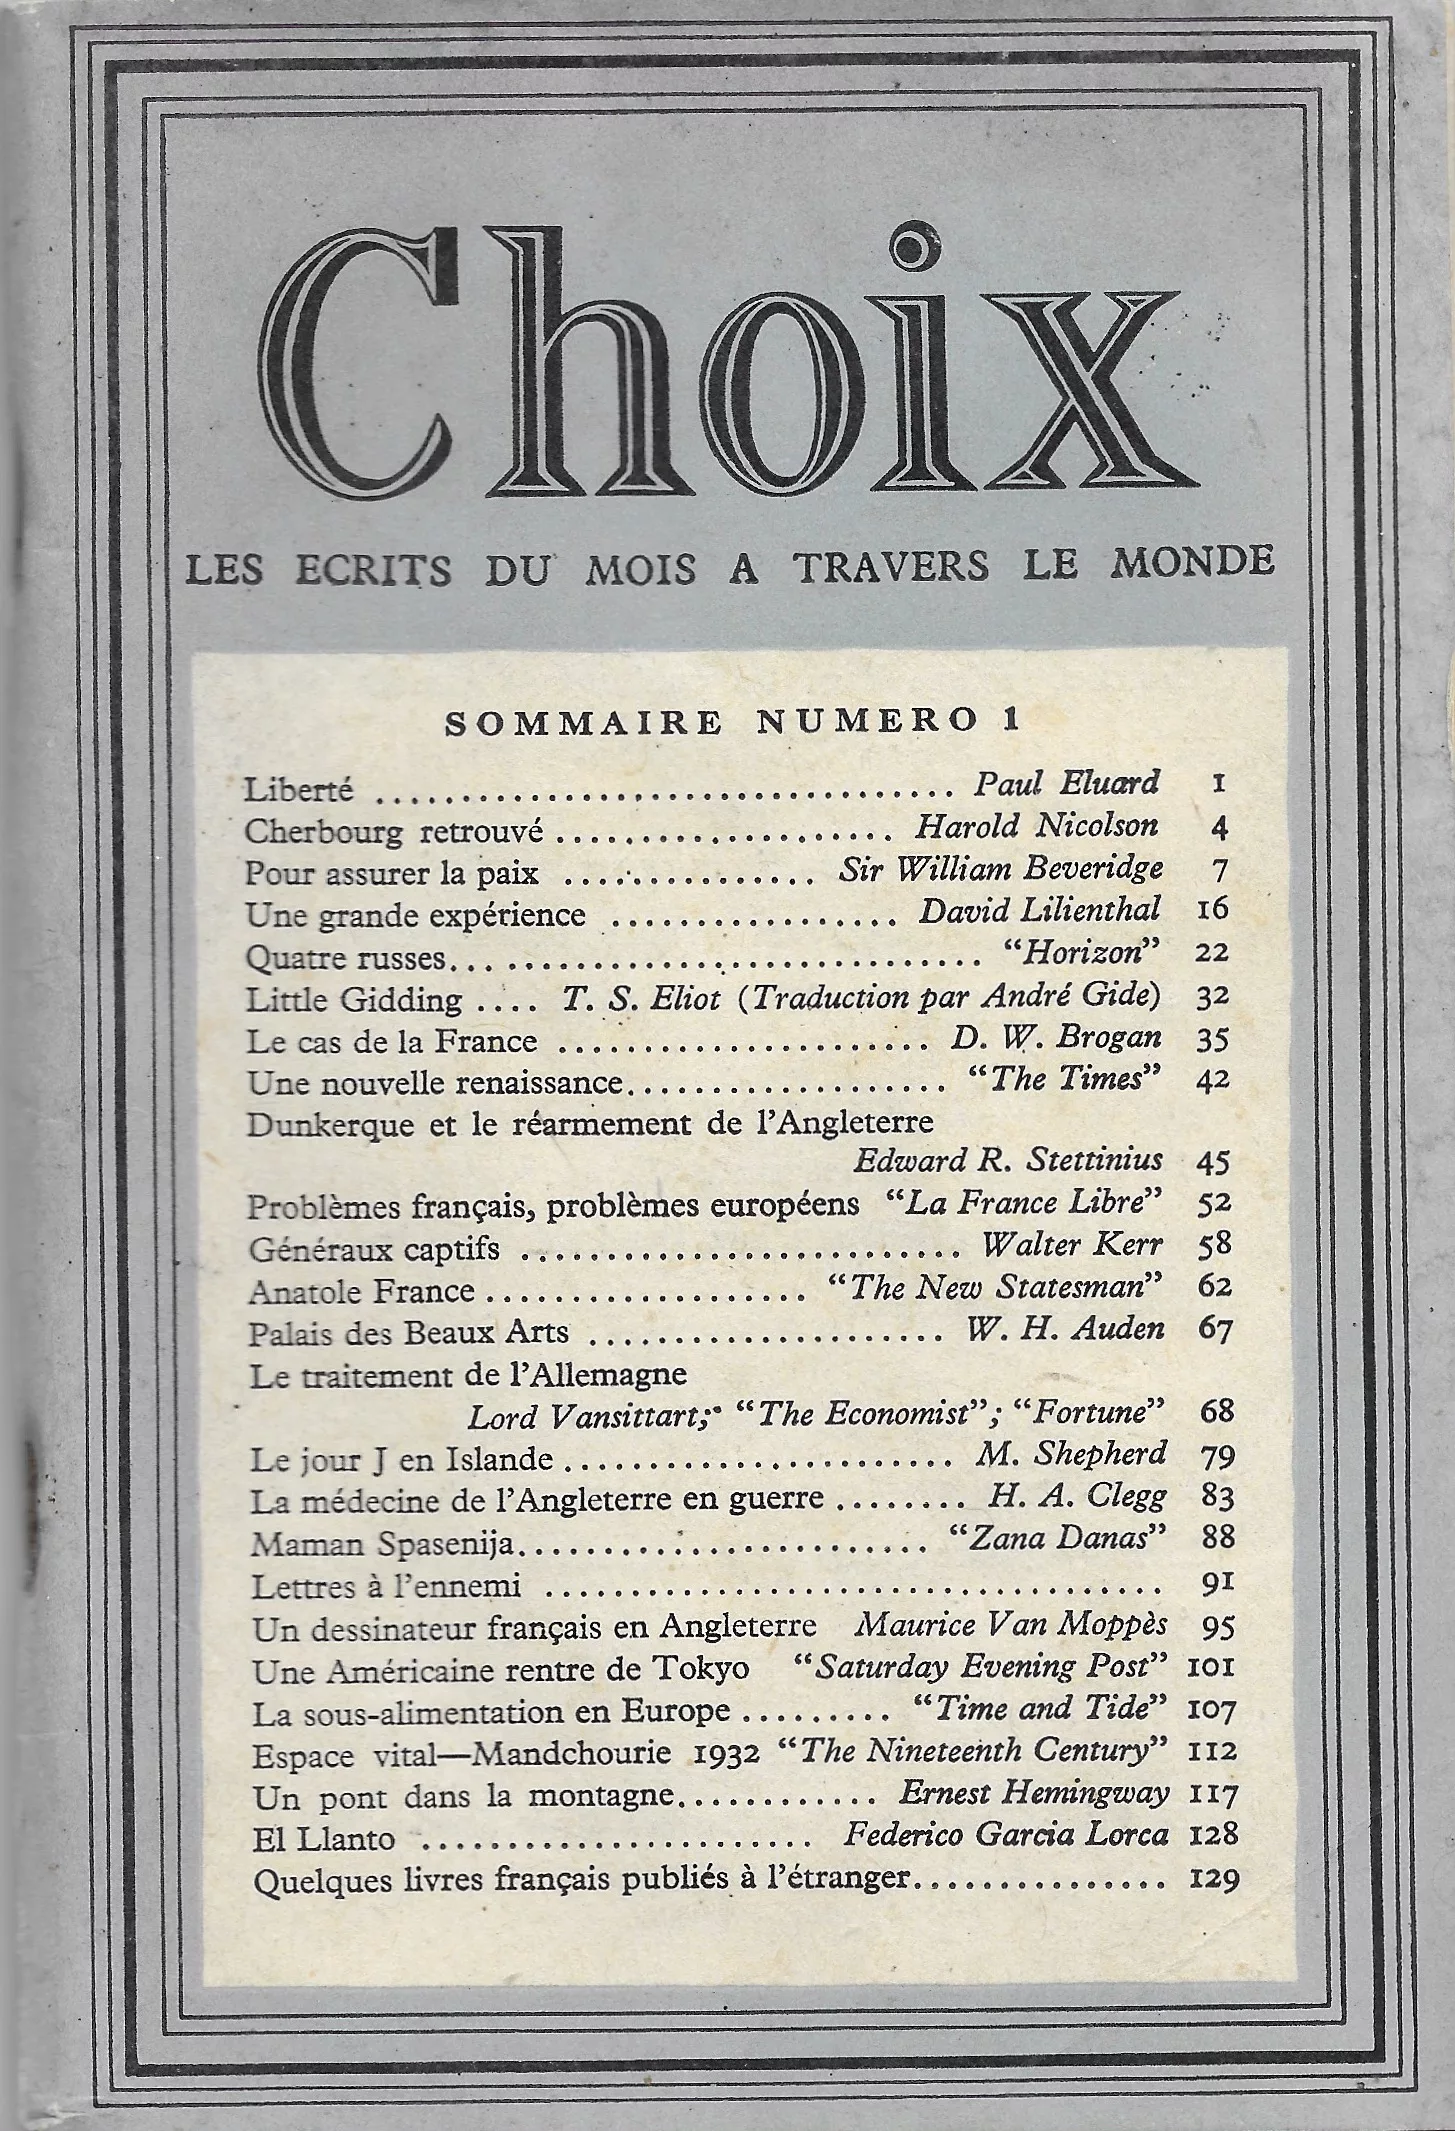 Choix
LES ECRITS DU MOIS A TRAVERS LE MONDE
SOMMAIRE NUMERO 1
Liberté .................................. Paul Eluard 1
Cherbourg retrouvé .................... Harold Nicolson 4
Pour assurer la paix ............... Sir William Beveridge 7
Une grande expérience ................. David Lilienthal 16
Quatre russes............................... “Horizon” 22
Little Gidding .... T. S. Eliot (Traduction par André Gide) 32
Le cas de la France ...................... D. W. Brogan 35
Une nouvelle renaissance................... “The Times” 42
Dunkerque et le réarmement de l’Angleterre
Edward R. Stettinius 45
Problèmes français, problèmes européens “La France Libre” 52
Généraux captifs .......................... Walter Kerr 58
Anatole France ................... “The New Statesman” 62
Palais des Beaux Arts ..................... W. H. Auden 67
Le traitement de l’Allemagne
Lord Vansittart; “The Economist”; “Fortune” 68
Le jour J en Islande ....................... M. Shepherd 79
La médecine de l’Angleterre en guerre ........ H. A. Clegg 83
Maman Spasenija........................ “Zana Danas” 88
Lettres à l’ennemi .................................... 91
Un dessinateur français en Angleterre Maurice Van Moppès 95
Une Américaine rentre de Tokyo “Saturday Evening Post” 101
La sous-alimentation en Europe ......... “Time and Tide” 107
Espace vital—Mandchourie 1932 “The Nineteenth Century” 112
Un pont dans la montagne............ Ernest Hemingway 117
El Llanto ....................... Federico Garcia Lorca 128
Quelques livres français publiés à l’étranger............... 129